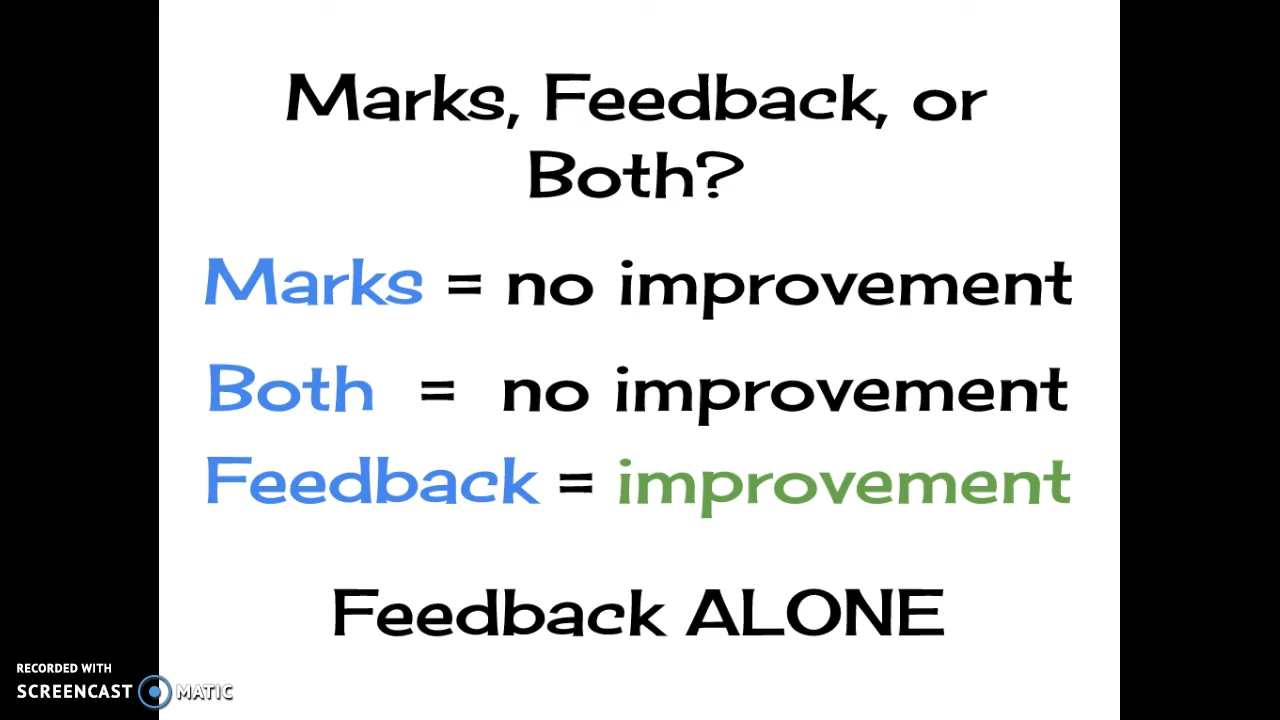 Marks, Feedback, or
Both?
Marks = no improvement
Both = no improvement
Feedback = improvement
Feedback ALONE
RECORDED WITH
SCREENCAST MATIC